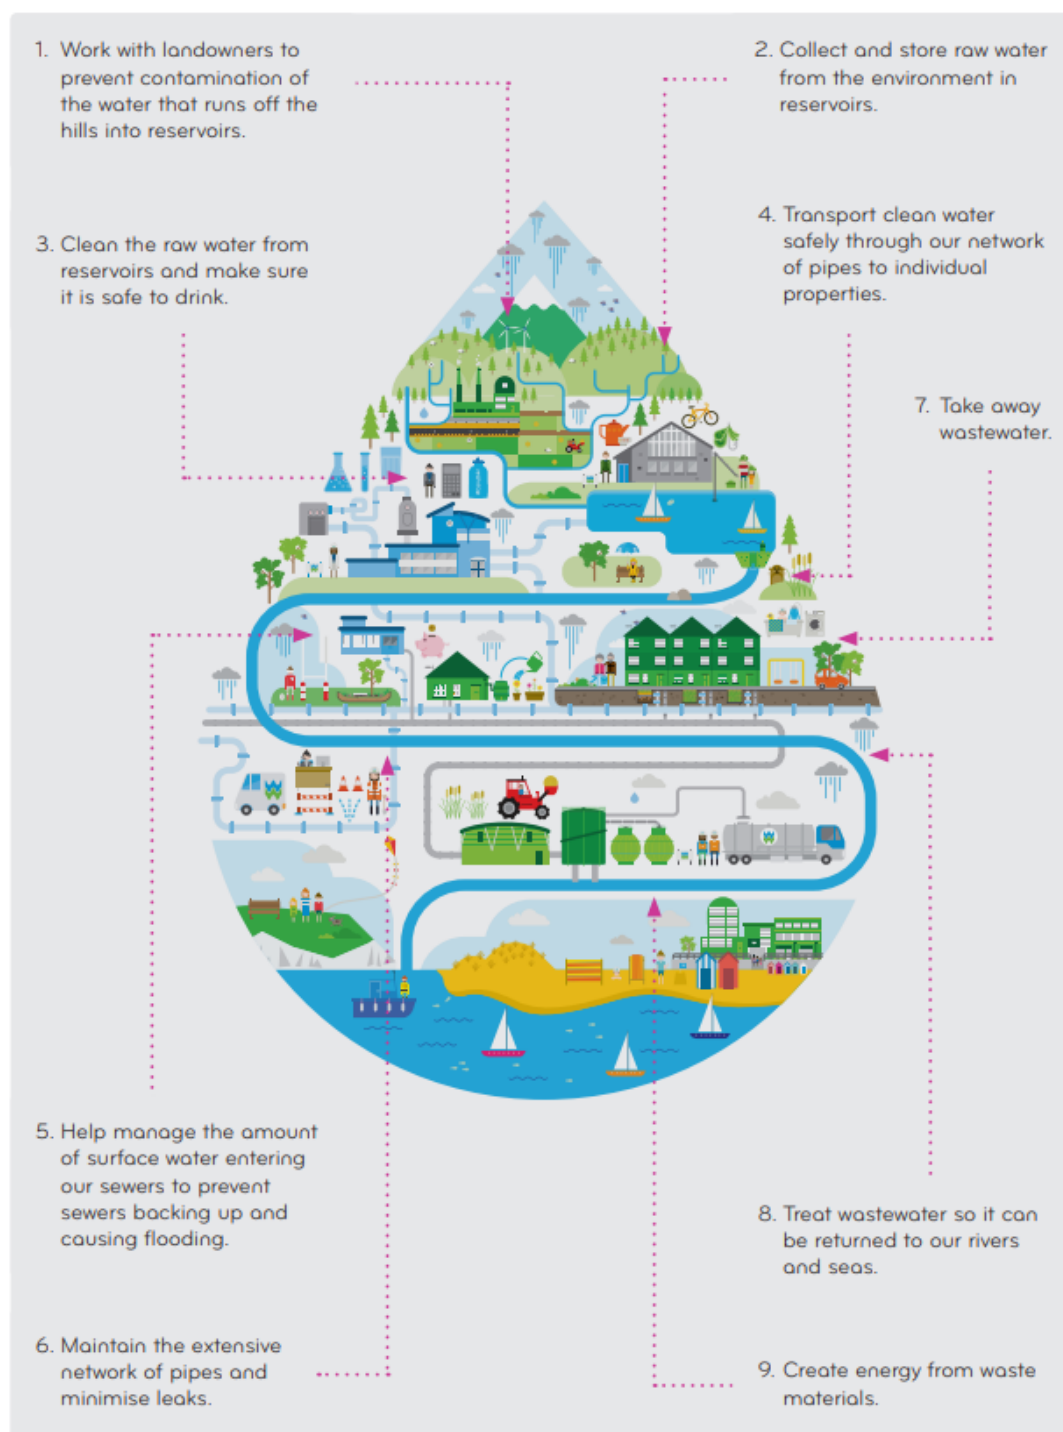 1. Work with landowners to
prevent contamination of
the water that runs off the
hills into reservoirs.
2. Collect and store raw water
from the environment in
reservoirs.
3. Clean the raw water from
reservoirs and make sure
it is safe to drink.
4. Transport clean water
safely through our network
of pipes to individual
properties.
7. Take away
wastewater.
5. Help manage the amount
of surface water entering
our sewers to prevent
sewers backing up and
causing flooding.
8. Treat wastewater so it can
be returned to our rivers
and seas.
6. Maintain the extensive
network of pipes and
minimise leaks.
9. Create energy from waste
materials.